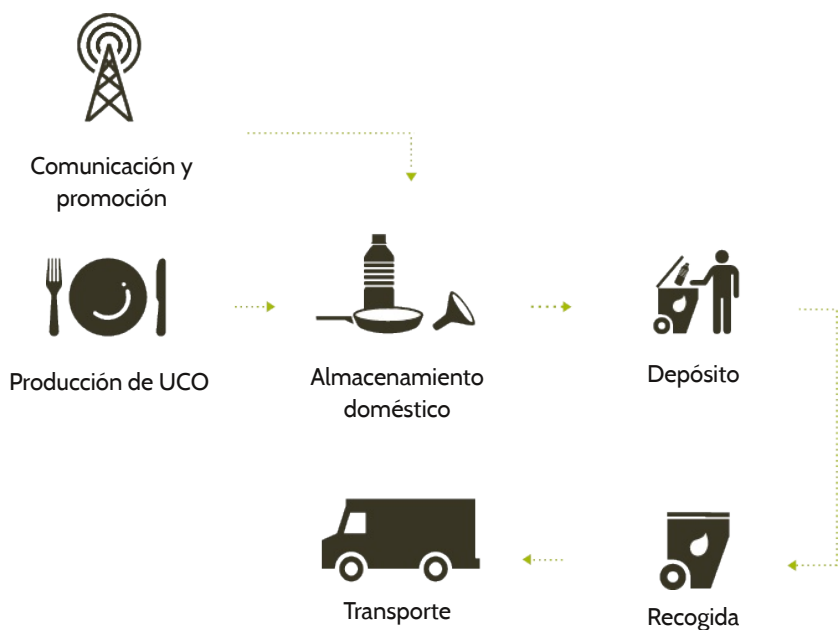 Comunicación y
promoción
Producción de UCO
Almacenamiento
doméstico
Depósito
Transporte
Recogida